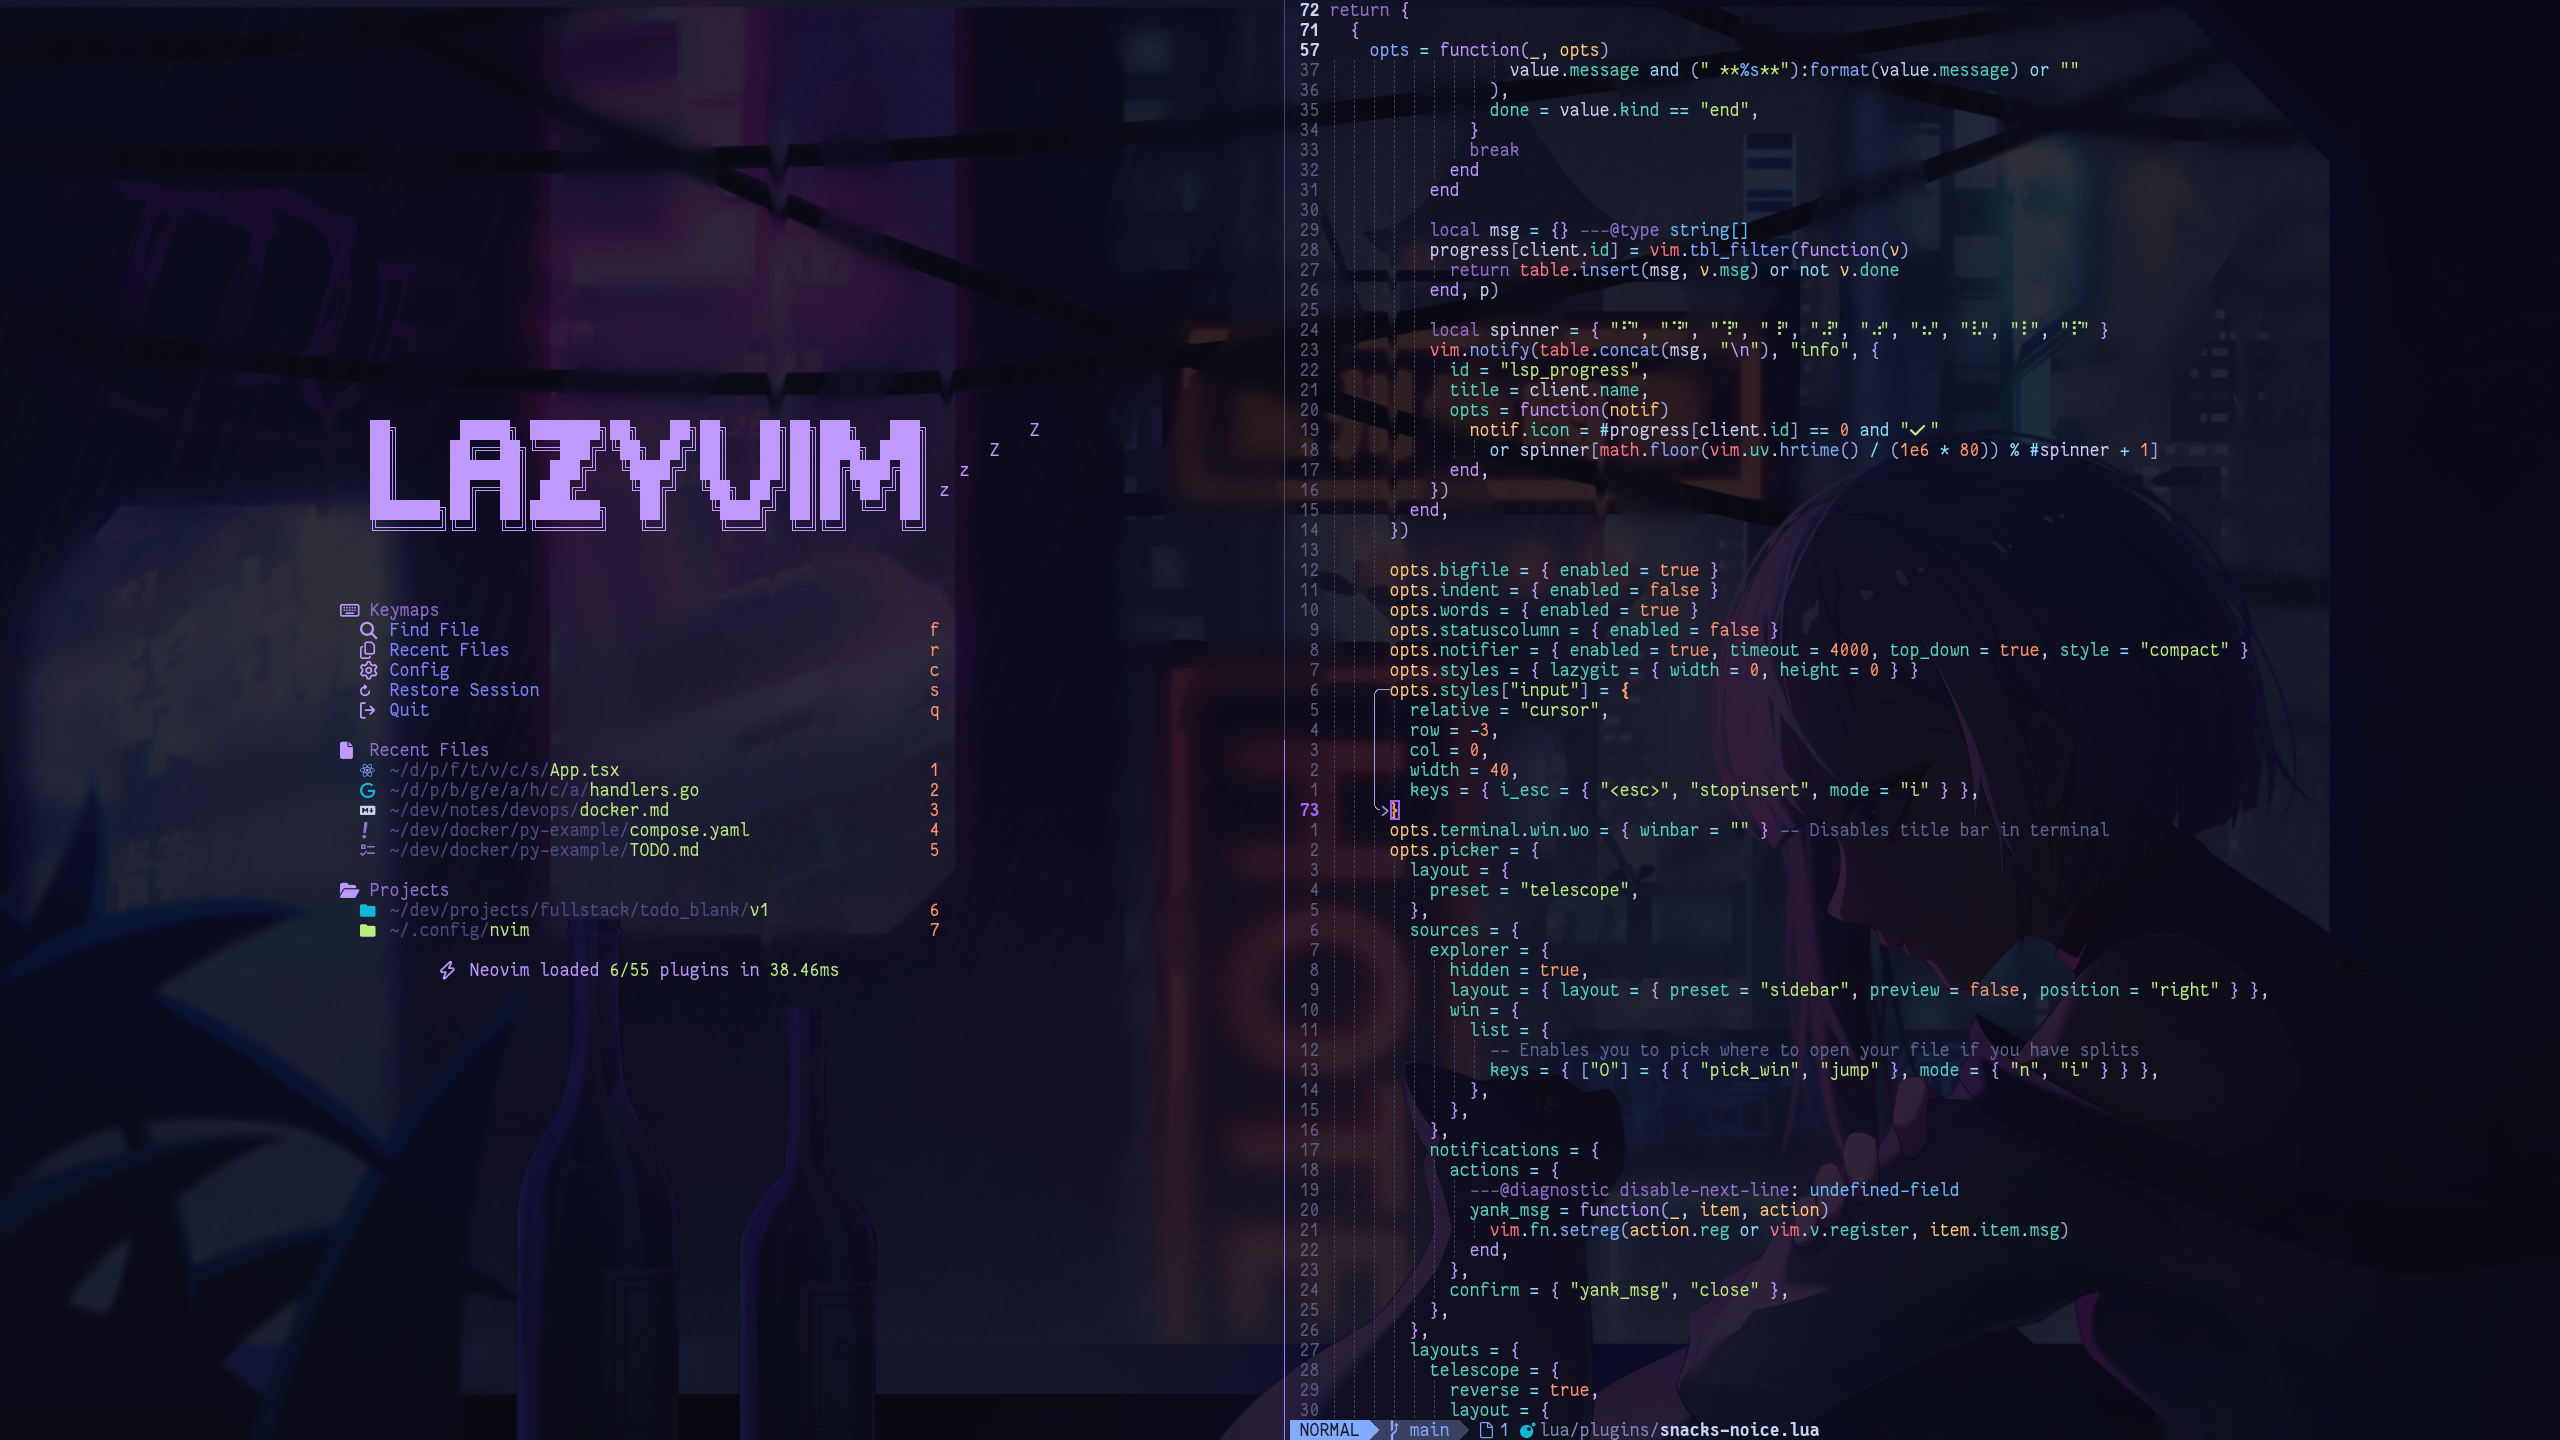 LAZYVIM
Z
Z
z
z
Keymaps
Find File f
Recent Files r
Config c
Restore Session s
Quit q
Recent Files
~/d/p/f/t/v/c/s/App.tsx 1
~/d/p/b/g/e/a/h/c/a/handlers.go 2
~/dev/notes/devops/docker.md 3
~/dev/docker/py-example/compose.yaml 4
~/dev/docker/py-example/TODO.md 5
Projects
~/dev/projects/fullstack/todo_blank/v1 6
~/.config/nvim 7
Neovim loaded 6/55 plugins in 38.46ms
72 return {
71 {
57 opts = function(_, opts)
37 value.message and (" **%s**"):format(value.message) or ""
36 ),
35 done = value.kind == "end",
34 }
33 break
32 end
31 end
30
29 local msg = {} ---@type string[]
28 progress[client.id] = vim.tbl_filter(function(v)
27 return table.insert(msg, v.msg) or not v.done
26 end, p)
25
24 local spinner = { "⠋", "⠙", "⠹", "⠸", "⠼", "⠴", "⠦", "⠧", "⠇", "⠏" }
23 vim.notify(table.concat(msg, "\n"), "info", {
22 id = "lsp_progress",
21 title = client.name,
20 opts = function(notif)
19 notif.icon = #progress[client.id] == 0 and "✓ "
18 or spinner[math.floor(vim.uv.hrtime() / (1e6 * 80)) % #spinner + 1]
17 end,
16 })
15 end,
14 })
13
12 opts.bigfile = { enabled = true }
11 opts.indent = { enabled = false }
10 opts.words = { enabled = true }
9 opts.statuscolumn = { enabled = false }
8 opts.notifier = { enabled = true, timeout = 4000, top_down = true, style = "compact" }
7 opts.styles = { lazygit = { width = 0, height = 0 } }
6 opts.styles["input"] = {
5 relative = "cursor",
4 row = -3,
3 col = 0,
2 width = 40,
1 keys = { i_esc = { "<esc>", "stopinsert", mode = "i" } },
73 }
1 opts.terminal.win.wo = { winbar = "" } -- Disables title bar in terminal
2 opts.picker = {
3 layout = {
4 preset = "telescope",
5 },
6 sources = {
7 explorer = {
8 hidden = true,
9 layout = { layout = { preset = "sidebar", preview = false, position = "right" } },
10 win = {
11 list = {
12 -- Enables you to pick where to open your file if you have splits
13 keys = { ["O"] = { { "pick_win", "jump" }, mode = { "n", "i" } } },
14 },
15 },
16 },
17 notifications = {
18 actions = {
19 ---@diagnostic disable-next-line: undefined-field
20 yank_msg = function(_, item, action)
21 vim.fn.setreg(action.reg or vim.v.register, item.item.msg)
22 end,
23 },
24 confirm = { "yank_msg", "close" },
25 },
26 },
27 layouts = {
28 telescope = {
29 reverse = true,
30 layout = {
NORMAL main 1 lua/plugins/snacks-noice.lua